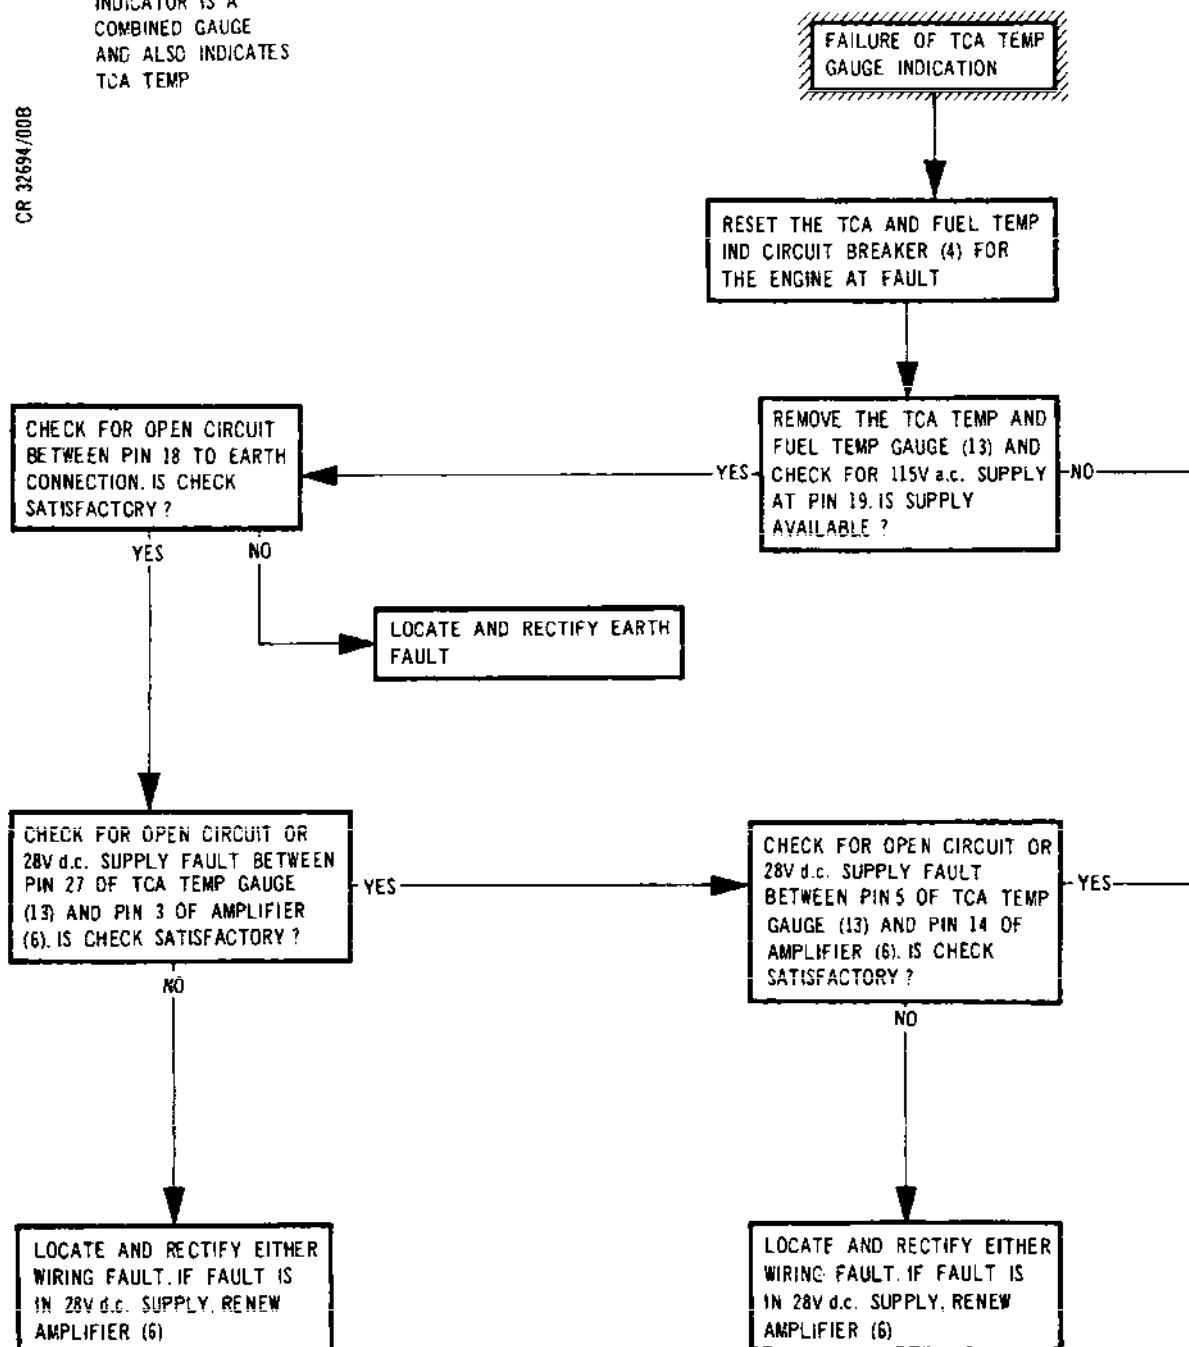 INDICATOR IS A
COMBINED GAUGE
AND ALSO INDICATES
TCA TEMP
CR 32694/00B
FAILURE OF TCA TEMP
GAUGE INDICATION
RESET THE TCA AND FUEL TEMP
IND CIRCUIT BREAKER (4) FOR
THE ENGINE AT FAULT
REMOVE THE TCA TEMP AND
FUEL TEMP GAUGE (13) AND
CHECK FOR 115V a.c. SUPPLY
AT PIN 19. IS SUPPLY
AVAILABLE ?
YES
NO
CHECK FOR OPEN CIRCUIT
BETWEEN PIN 18 TO EARTH
CONNECTION. IS CHECK
SATISFACTORY ?
YES
NO
LOCATE AND RECTIFY EARTH
FAULT
CHECK FOR OPEN CIRCUIT OR
28V d.c. SUPPLY FAULT BETWEEN
PIN 27 OF TCA TEMP GAUGE
(13) AND PIN 3 OF AMPLIFIER
(6). IS CHECK SATISFACTORY ?
YES
NO
CHECK FOR OPEN CIRCUIT OR
28V d.c. SUPPLY FAULT
BETWEEN PIN 5 OF TCA TEMP
GAUGE (13) AND PIN 14 OF
AMPLIFIER (6). IS CHECK
SATISFACTORY ?
YES
NO
LOCATE AND RECTIFY EITHER
WIRING FAULT. IF FAULT IS
IN 28V d.c. SUPPLY, RENEW
AMPLIFIER (6)
LOCATE AND RECTIFY EITHER
WIRING FAULT. IF FAULT IS
IN 28V d.c. SUPPLY, RENEW
AMPLIFIER (6)